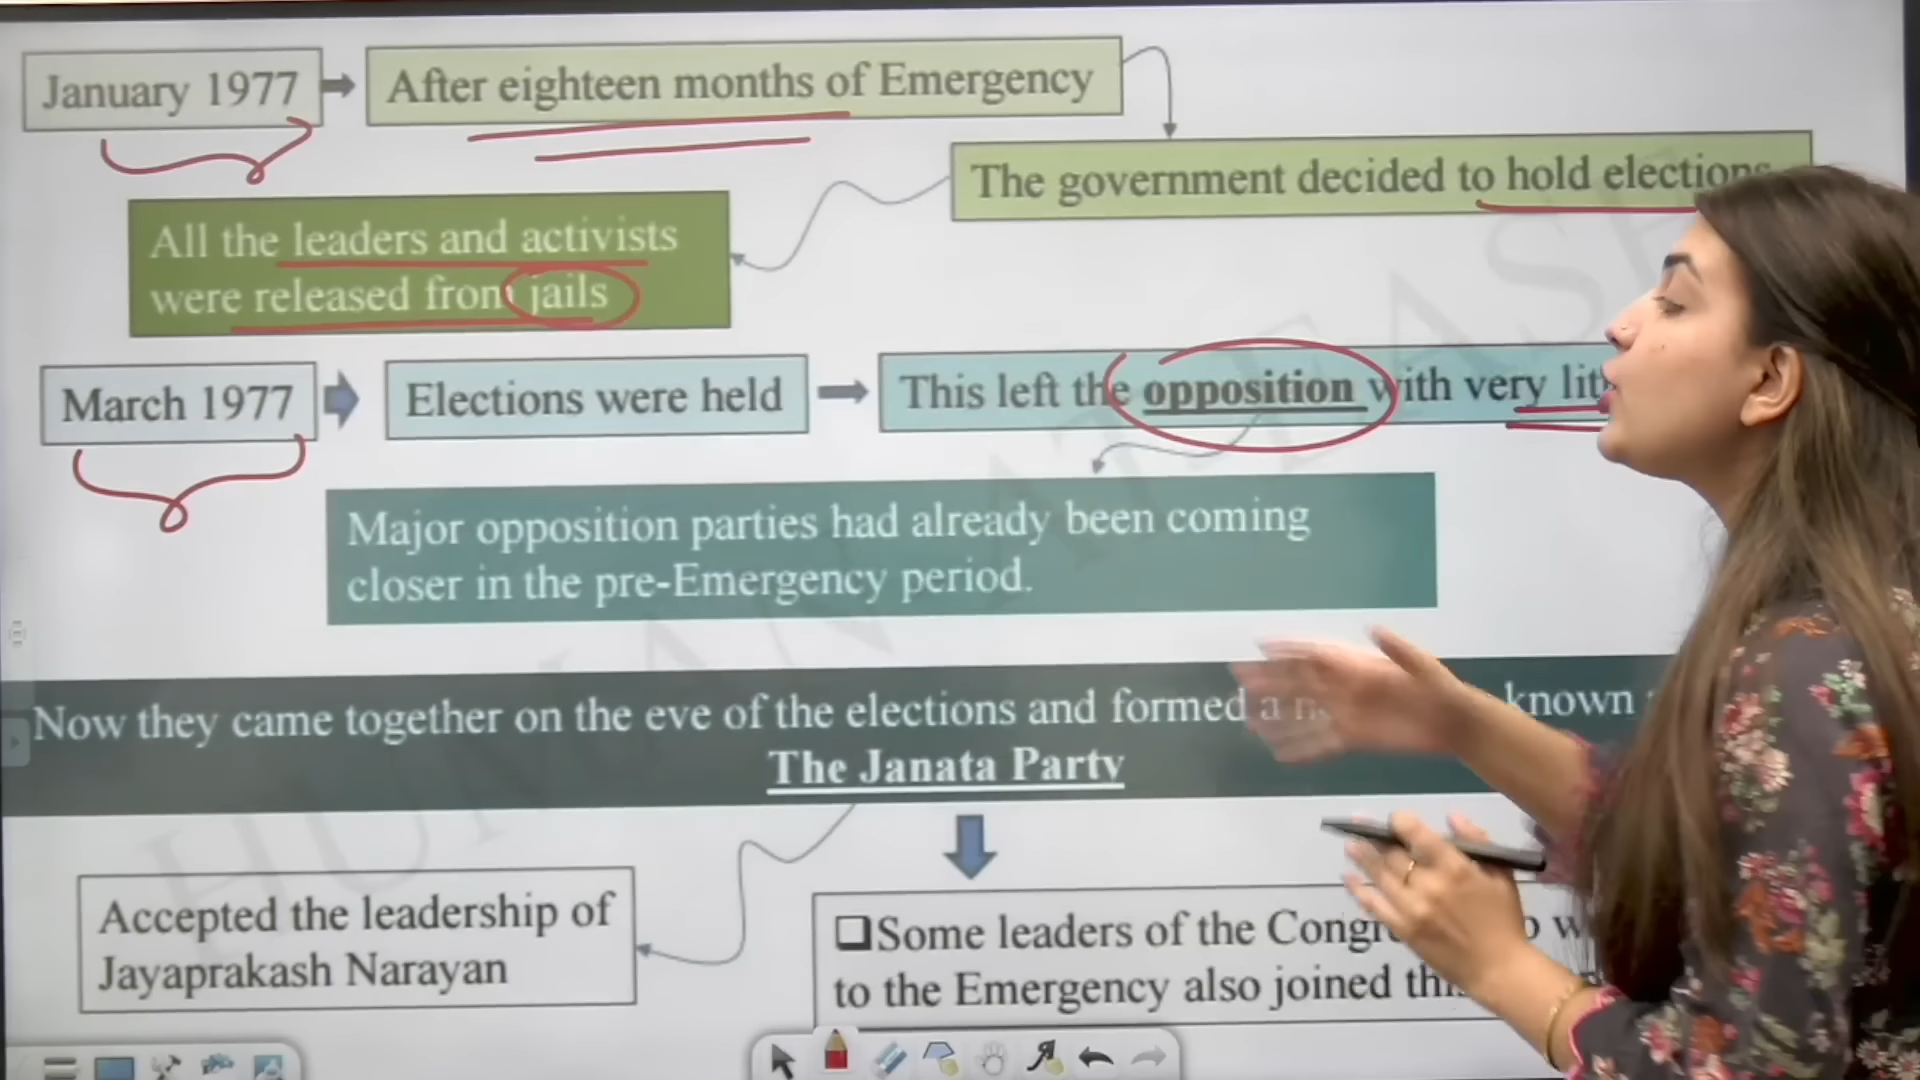 January 1977
After eighteen months of Emergency
The government decided to hold elections
All the leaders and activists
were released from jails
March 1977
Elections were held
This left the opposition with very
Major opposition parties had already been coming
closer in the pre-Emergency period.
Now they came together on the eve of the elections and formed a known
The Janata Party
Accepted the leadership of
Jayaprakash Narayan
Some leaders of the
to the Emergency also joined
HUMANATEASE